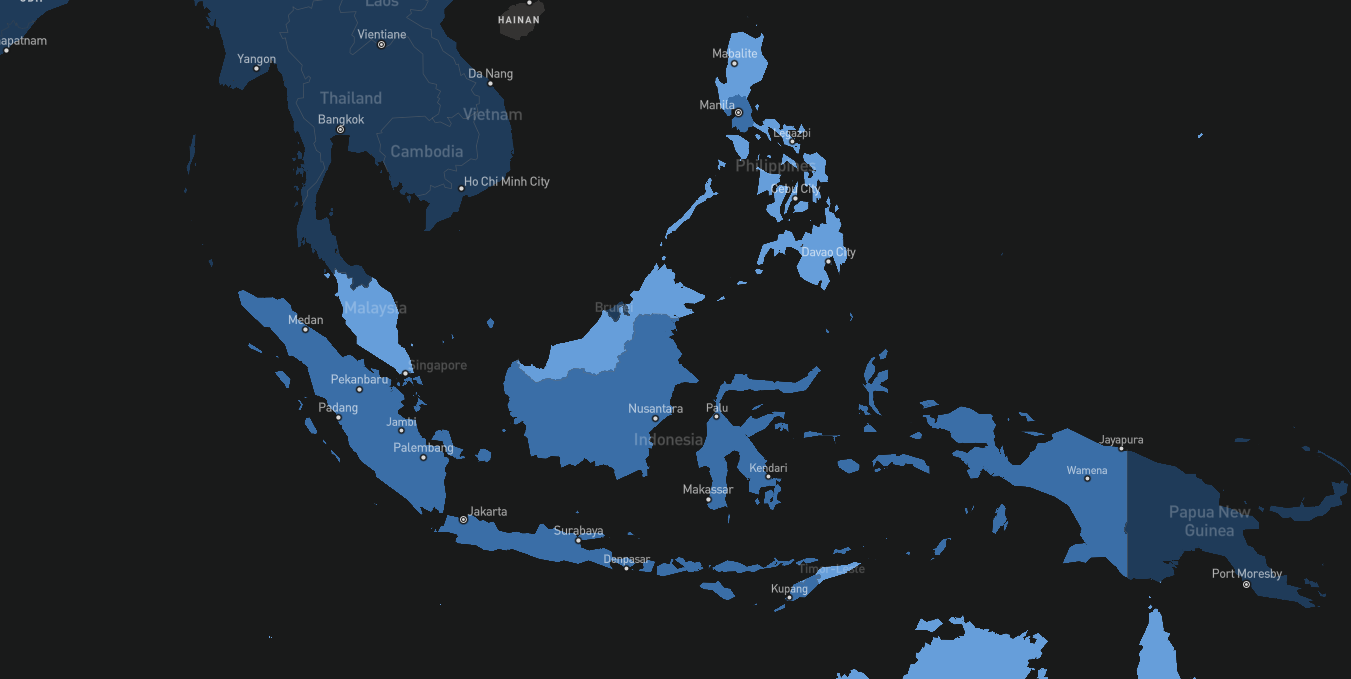 Laos
HAINAN
apatnam
Vientiane
Yangon
Da Nang
Mabalite
Thailand
Manila
Bangkok
Vietnam
Legazpi
Cambodia
Philippines
Ho Chi Minh City
Cebu City
Davao City
Malaysia
Brunei
Medan
Singapore
Pekanbaru
Padang
Nusantara
Palu
Jambi
Indonesia
Jayapura
Palembang
Kendari
Wamena
Makassar
Jakarta
Papua New
Guinea
Surabaya
Denpasar
Timor-Leste
Port Moresby
Kupang